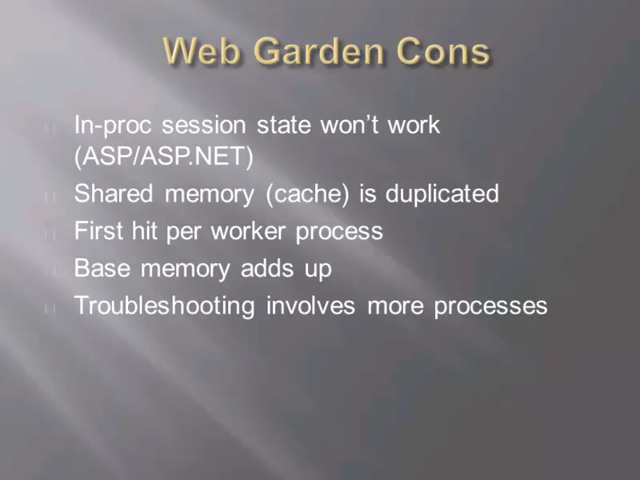 Web Garden Cons
In-proc session state won’t work
(ASP/ASP.NET)
Shared memory (cache) is duplicated
First hit per worker process
Base memory adds up
Troubleshooting involves more processes